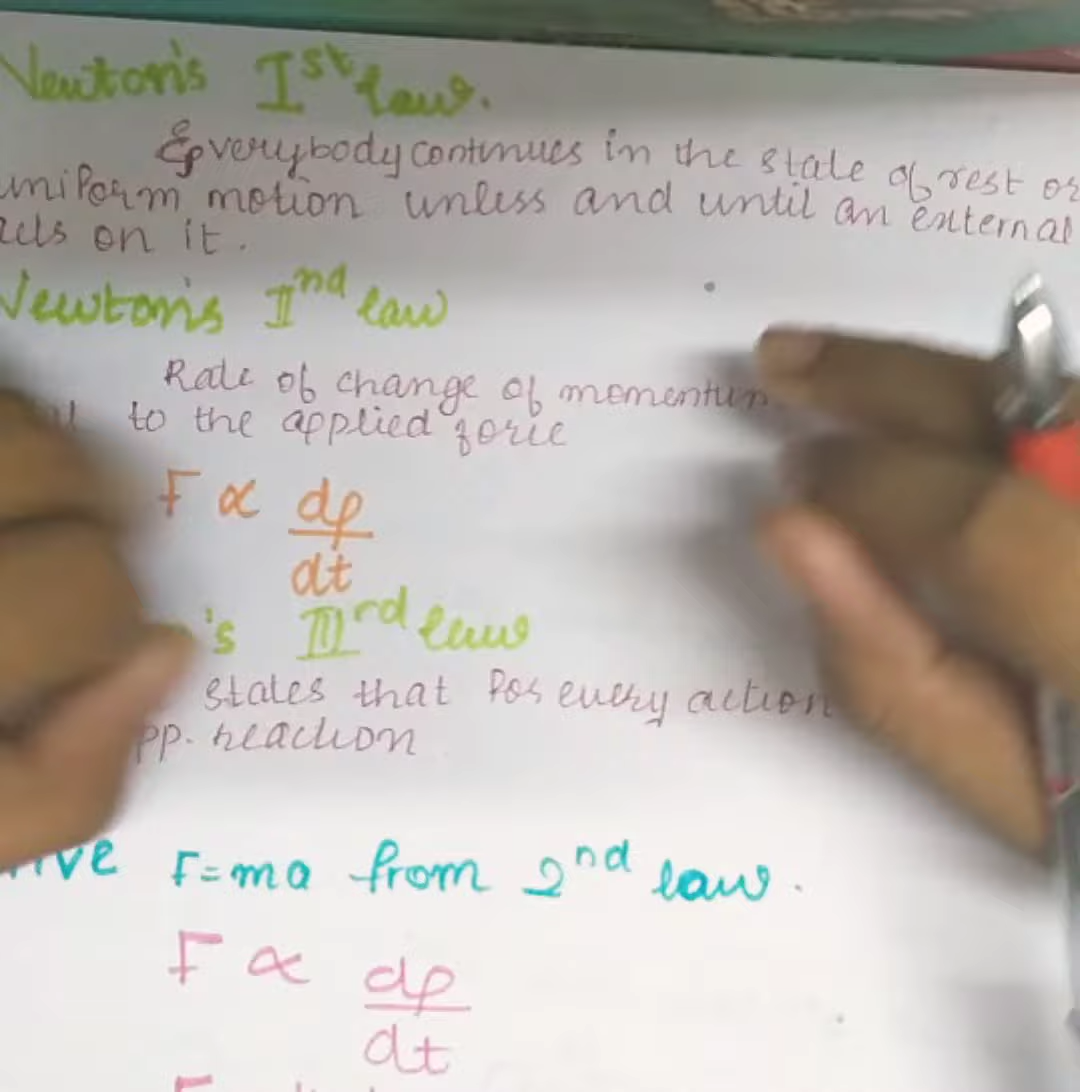 Newton's Ist law.
Everybody continues in the state of rest or
uniform motion unless and until an external
acts on it.
Newton's IInd law
Rate of change of momentum
to the applied force
F ∝ dp
dt
's IIIrd law
states that for every action
pp. reaction
ive F=ma from 2nd law.
F ∝ dp
dt